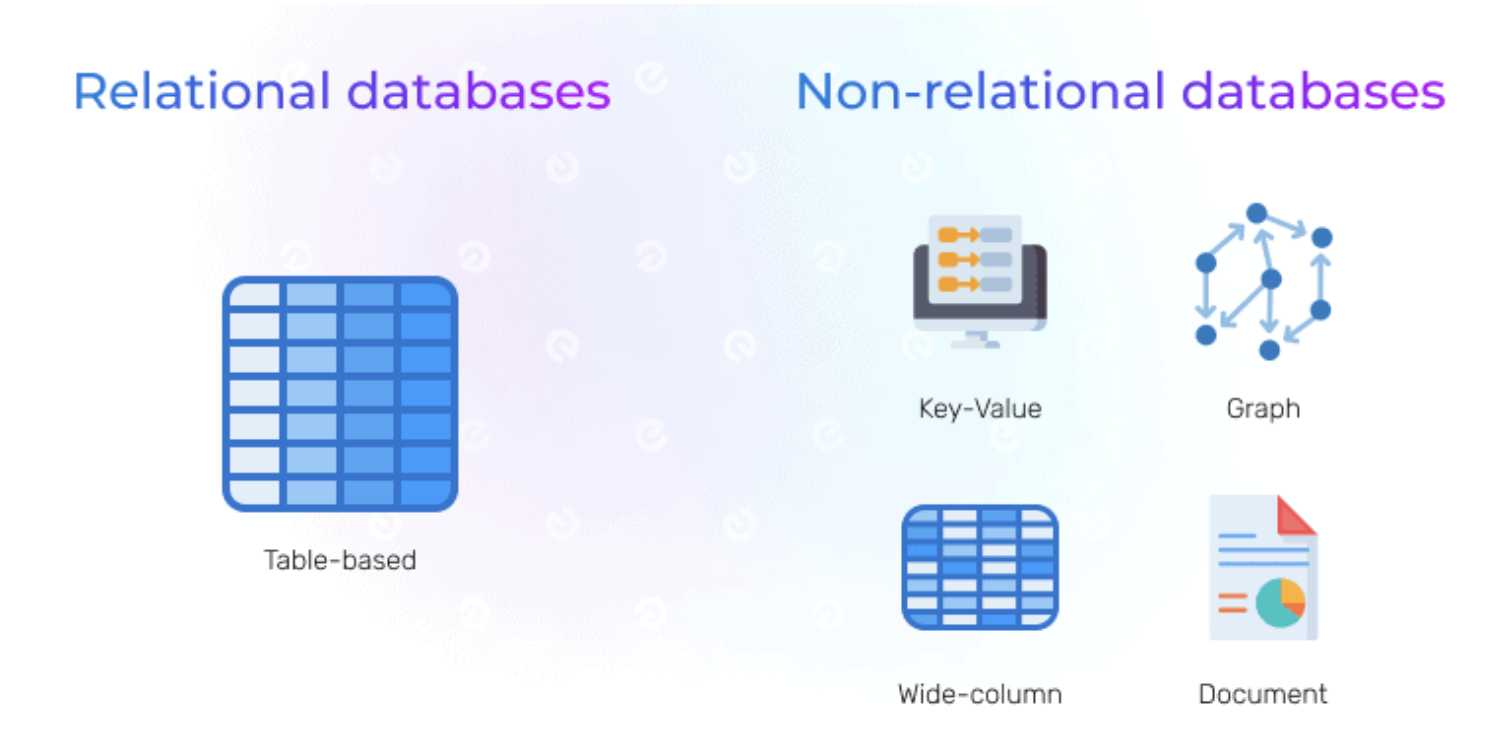 Relational databases
Non-relational databases
Table-based
Key-Value
Graph
Wide-column
Document